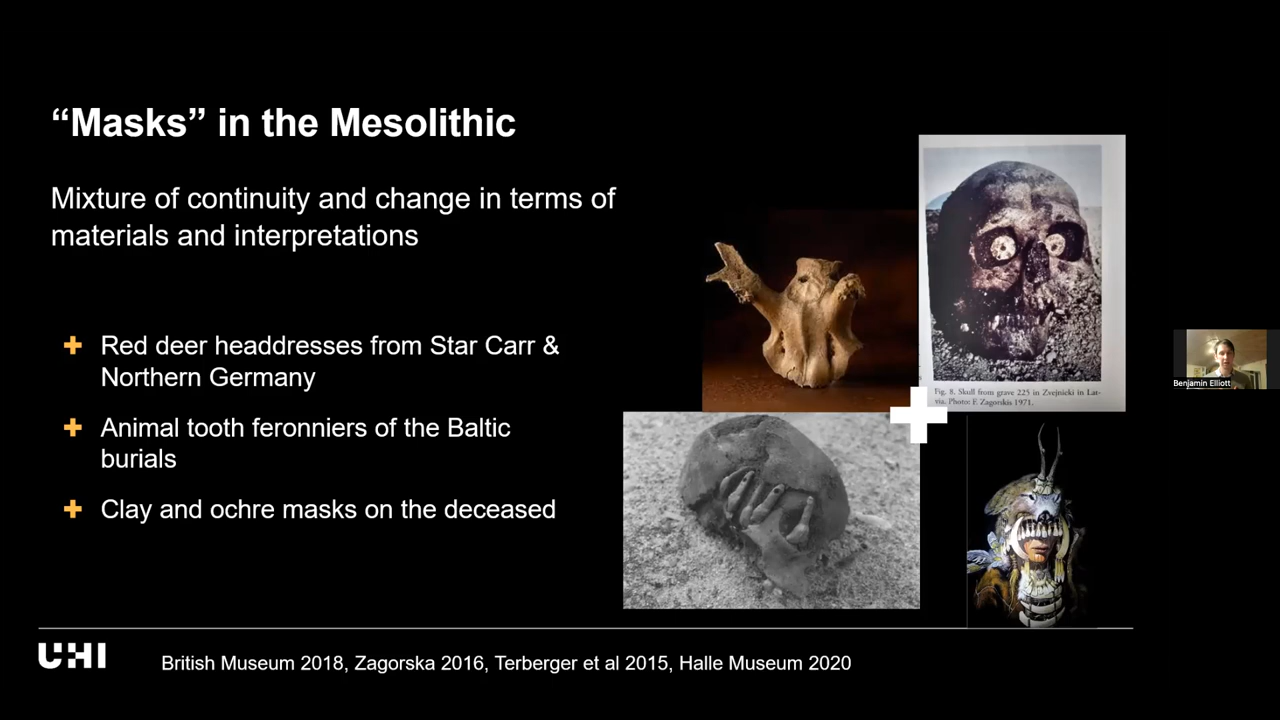 “Masks” in the Mesolithic
Mixture of continuity and change in terms of
materials and interpretations
Red deer headdresses from Star Carr &
Northern Germany
Animal tooth feronniers of the Baltic
burials
Clay and ochre masks on the deceased
Fig. 8. Skull from grave 225 in Zvejnieki in Lat-
via. Photo: F. Zagorskis 1971.
Benjamin Elliott
UHI
British Museum 2018, Zagorska 2016, Terberger et al 2015, Halle Museum 2020